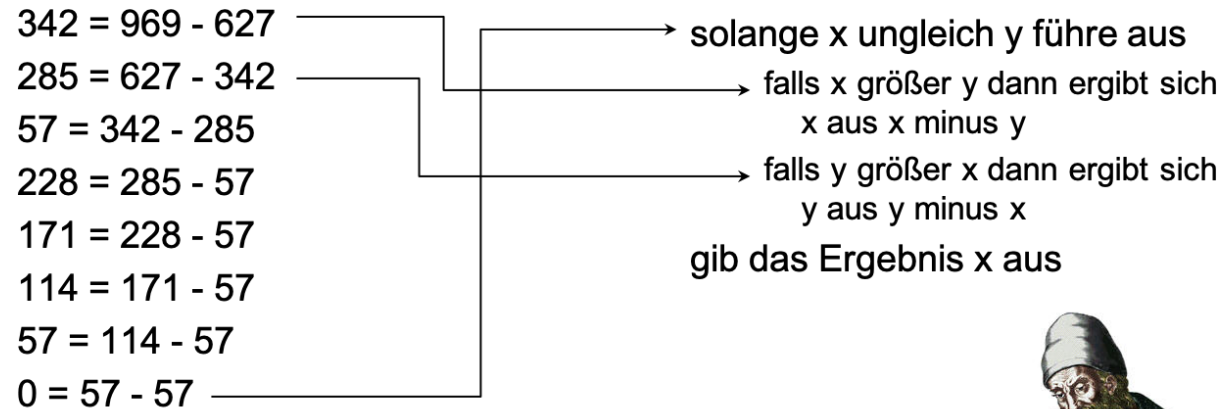 342 = 969 - 627
285 = 627 - 342
57 = 342 - 285
228 = 285 - 57
171 = 228 - 57
114 = 171 - 57
57 = 114 - 57
0 = 57 - 57
solange x ungleich y führe aus
falls x größer y dann ergibt sich
x aus x minus y
falls y größer x dann ergibt sich
y aus y minus x
gib das Ergebnis x aus